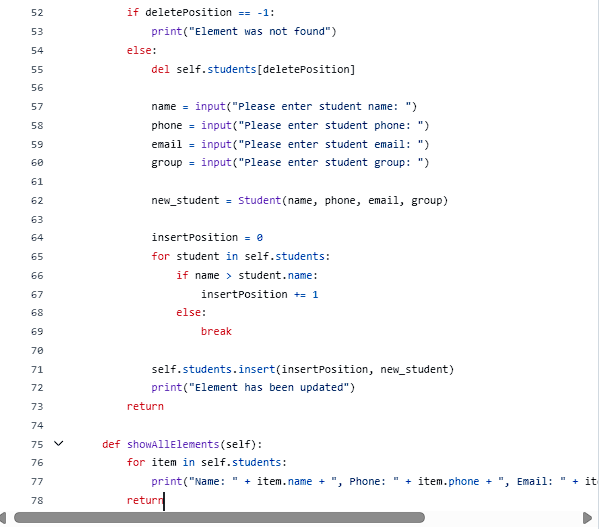 52 if deletePosition == -1:
53 print("Element was not found")
54 else:
55 del self.students[deletePosition]
56
57 name = input("Please enter student name: ")
58 phone = input("Please enter student phone: ")
59 email = input("Please enter student email: ")
60 group = input("Please enter student group: ")
61
62 new_student = Student(name, phone, email, group)
63
64 insertPosition = 0
65 for student in self.students:
66 if name > student.name:
67 insertPosition += 1
68 else:
69 break
70
71 self.students.insert(insertPosition, new_student)
72 print("Element has been updated")
73 return
74
75 def showAllElements(self):
76 for item in self.students:
77 print("Name: " + item.name + ", Phone: " + item.phone + ", Email: " + it
78 return